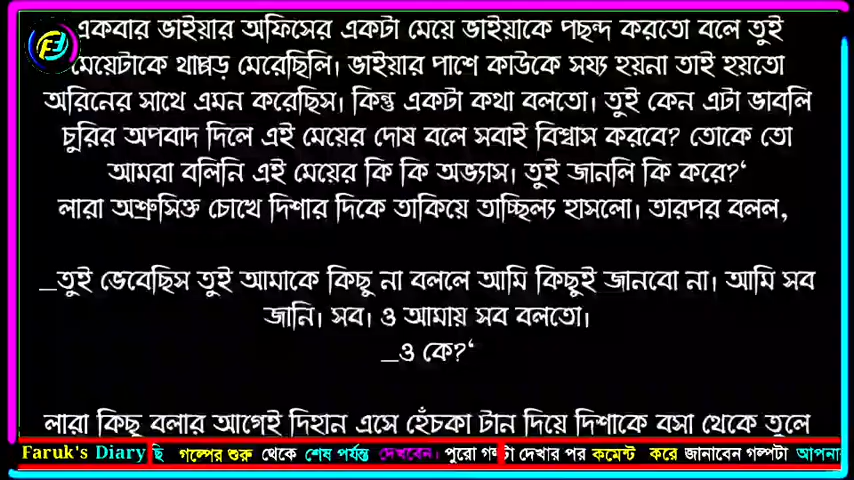 একবার ভাইয়ার অফিসের একটা মেয়ে ভাইয়াকে পছন্দ করতো বলে তুই
মেয়েটাকে থাপ্পড় মেরেছিলি। ভাইয়ার পাশে কাউকে সয্য হয়না তাই হয়তো
অরিনের সাথে এমন করেছিস। কিন্তু একটা কথা বলতো। তুই কেন এটা ভাবলি
চুরির অপবাদ দিলে এই মেয়ের দোষ বলে সবাই বিশ্বাস করবে? তোকে তো
আমরা বলিনি এই মেয়ের কি কি অভ্যাস। তুই জানলি কি করে?‘
লারা অশ্রুসিক্ত চোখে দিশার দিকে তাকিয়ে তাচ্ছিল্য হাসলো। তারপর বলল,
_তুই ভেবেছিস তুই আমাকে কিছু না বললে আমি কিছুই জানবো না। আমি সব
জানি। সব। ও আমায় সব বলতো।
_ও কে?‘
লারা কিছু বলার আগেই দিহান এসে হেঁচকা টান দিয়ে দিশাকে বসা থেকে তুলে
Faruk's Diary ছি গল্পের শুরু থেকে শেষ পর্যন্ত দেখবেন। পুরো গল্পটা দেখার পর কমেন্ট করে জানাবেন গল্পটা আপনা